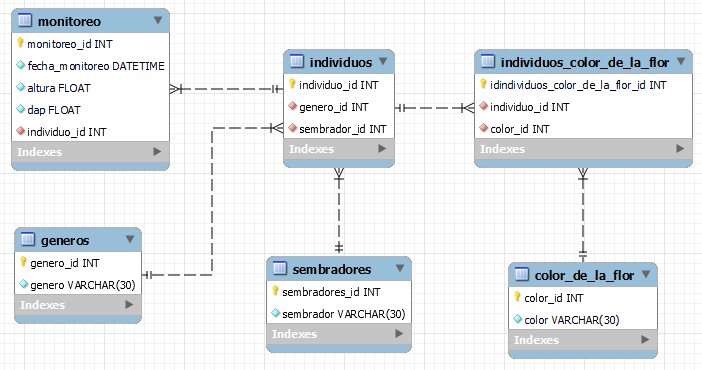 monitoreo
monitoreo_id INT
fecha_monitoreo DATETIME
altura FLOAT
dap FLOAT
individuo_id INT
Indexes
individuos
individuo_id INT
genero_id INT
sembrador_id INT
Indexes
individuos_color_de_la_flor
idindividuos_color_de_la_flor_id INT
individuo_id INT
color_id INT
Indexes
generos
genero_id INT
genero VARCHAR(30)
Indexes
sembradores
sembradores_id INT
sembrador VARCHAR(30)
Indexes
color_de_la_flor
color_id INT
color VARCHAR(30)
Indexes